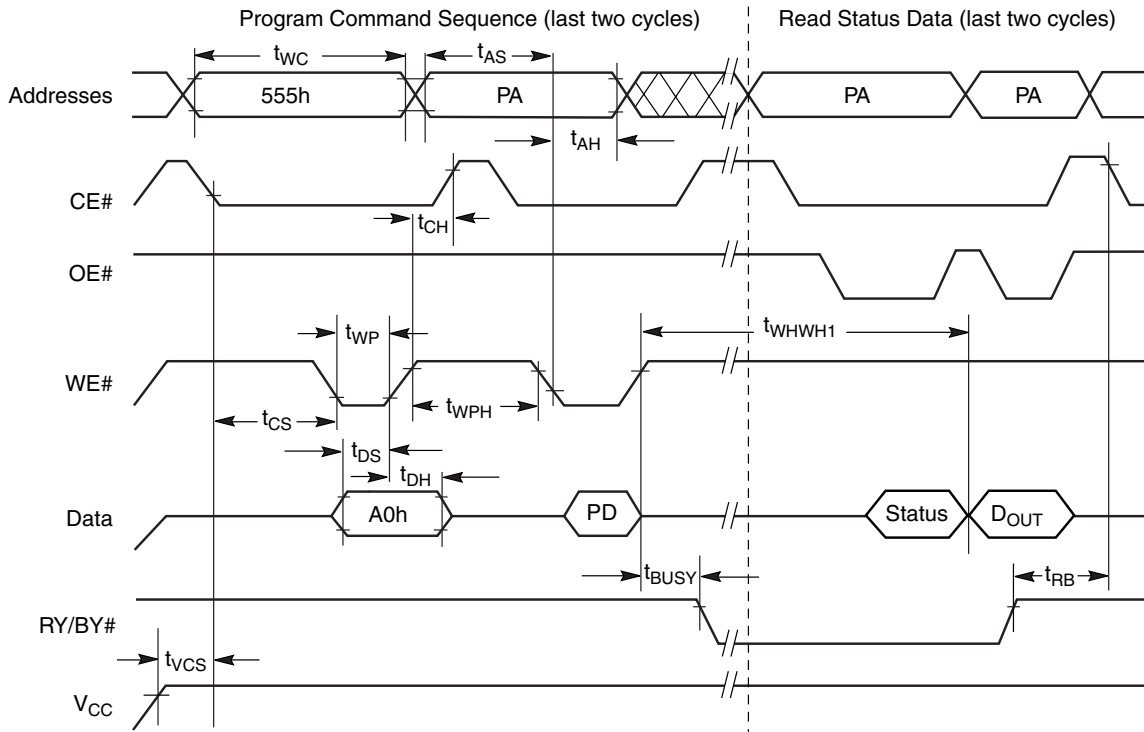 Program Command Sequence (last two cycles)
Read Status Data (last two cycles)
tWC
tAS
Addresses
555h
PA
PA
PA
tAH
CE#
tCH
OE#
tWP
tWHWH1
WE#
tCS
tWPH
tDS
tDH
Data
A0h
PD
Status
DOUT
tBUSY
tRB
RY/BY#
tVCS
VCC